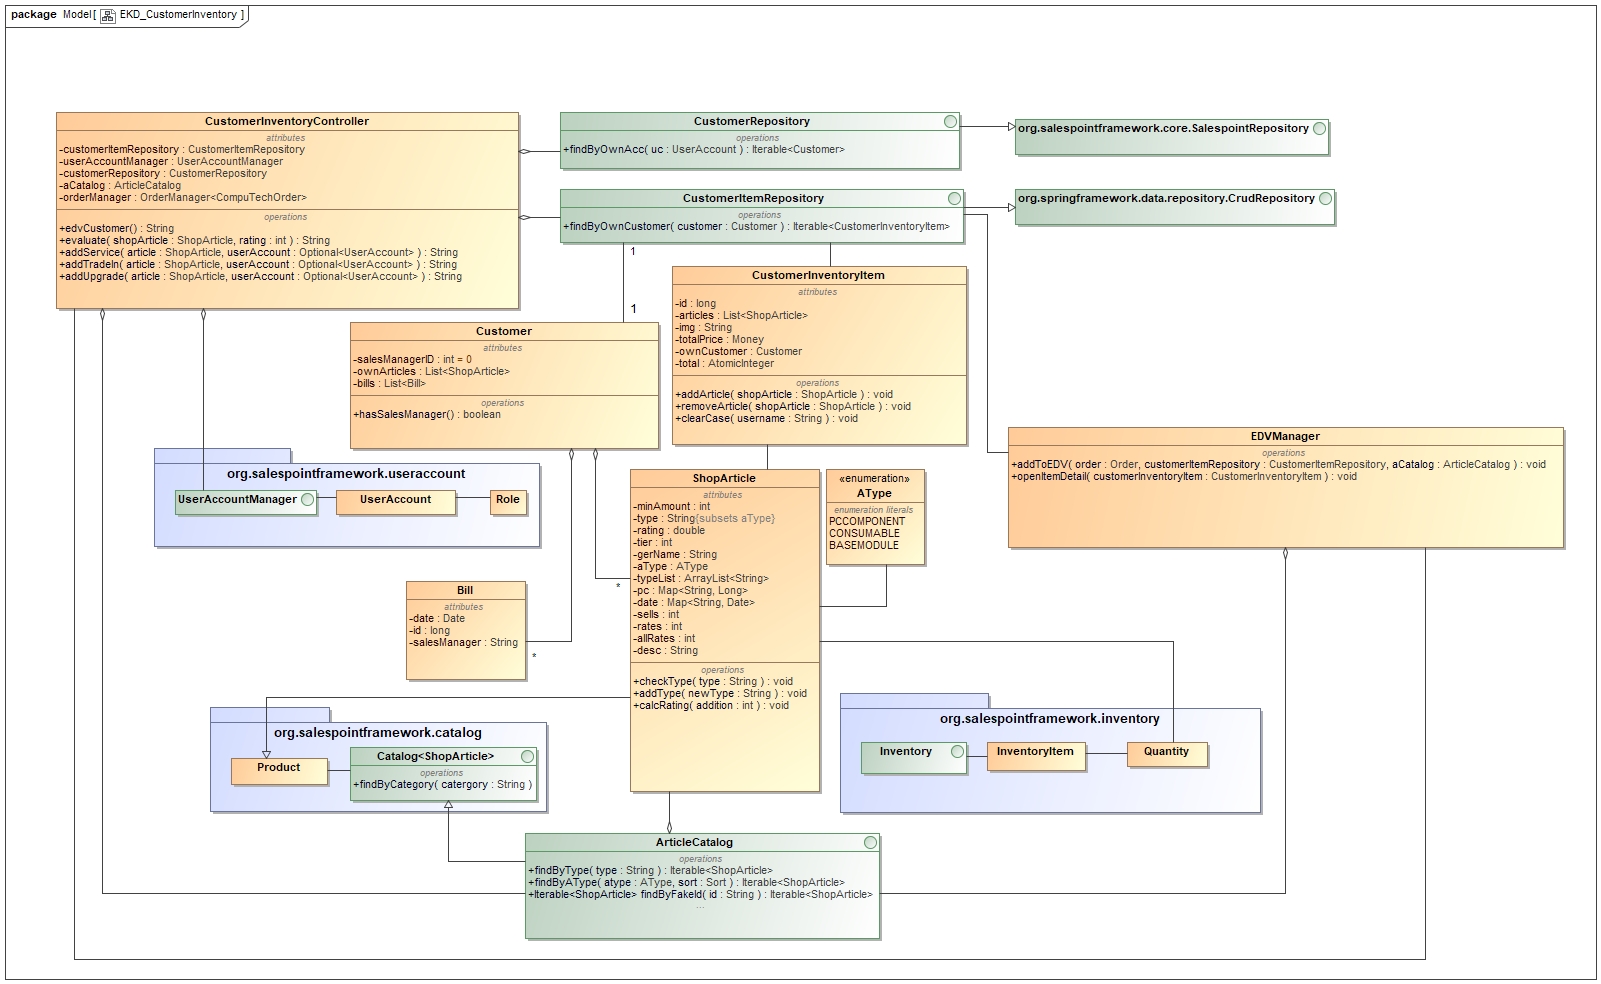 package Model[ EKD_CustomerInventory ]
CustomerInventoryController
attributes
-customerItemRepository : CustomerItemRepository
-userAccountManager : UserAccountManager
-customerRepository : CustomerRepository
-aCatalog : ArticleCatalog
-orderManager : OrderManager<CompuTechOrder>
operations
+edvCustomer() : String
+evaluate( shopArticle : ShopArticle, rating : int ) : String
+addService( article : ShopArticle, userAccount : Optional<UserAccount> ) : String
+addTradeIn( article : ShopArticle, userAccount : Optional<UserAccount> ) : String
+addUpgrade( article : ShopArticle, userAccount : Optional<UserAccount> ) : String
CustomerRepository
operations
+findByOwnAcc( uc : UserAccount ) : Iterable<Customer>
org.salespointframework.core.SalespointRepository
CustomerItemRepository
operations
+findByOwnCustomer( customer : Customer ) : Iterable<CustomerInventoryItem>
org.springframework.data.repository.CrudRepository
1
1
CustomerInventoryItem
attributes
-id : long
-articles : List<ShopArticle>
-img : String
-totalPrice : Money
-ownCustomer : Customer
-total : AtomicInteger
operations
+addArticle( shopArticle : ShopArticle ) : void
+removeArticle( shopArticle : ShopArticle ) : void
+clearCase( username : String ) : void
Customer
attributes
-salesManagerID : int = 0
-ownArticles : List<ShopArticle>
-bills : List<Bill>
operations
+hasSalesManager() : boolean
EDVManager
operations
+addToEDV( order : Order, customerItemRepository : CustomerItemRepository, aCatalog : ArticleCatalog ) : void
+openItemDetail( customerInventoryItem : CustomerInventoryItem ) : void
org.salespointframework.useraccount
UserAccountManager
UserAccount
Role
ShopArticle
attributes
-minAmount : int
-type : String{subsets aType}
-rating : double
-tier : int
-gerName : String
-aType : AType
-typeList : ArrayList<String>
-pc : Map<String, Long>
-date : Map<String, Date>
-sells : int
-rates : int
-allRates : int
-desc : String
operations
+checkType( type : String ) : void
+addType( newType : String ) : void
+calcRating( addition : int ) : void
«enumeration»
AType
enumeration literals
PCCOMPONENT
CONSUMABLE
BASEMODULE
*
Bill
attributes
-date : Date
-id : long
-salesManager : String
*
org.salespointframework.catalog
Product
Catalog<ShopArticle>
operations
+findByCategory( catergory : String )
org.salespointframework.inventory
Inventory
InventoryItem
Quantity
ArticleCatalog
operations
+findByType( type : String ) : Iterable<ShopArticle>
+findByAType( atype : AType, sort : Sort ) : Iterable<ShopArticle>
+Iterable<ShopArticle> findByFakeId( id : String ) : Iterable<ShopArticle>
...